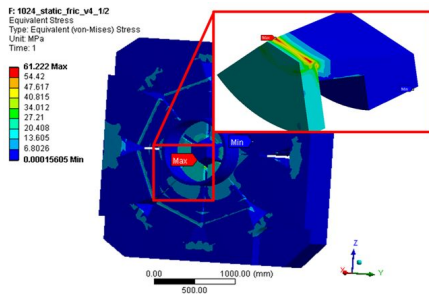 F: 1024_static_fric_v4_1/2
Equivalent Stress
Type: Equivalent (von-Mises) Stress
Unit: MPa
Time: 1
61.222 Max
54.42
47.617
40.815
34.012
27.21
20.408
13.605
6.8026
0.00015605 Min
Max
Min
Max
0.00
1000.00 (mm)
500.00
Z
X
Y